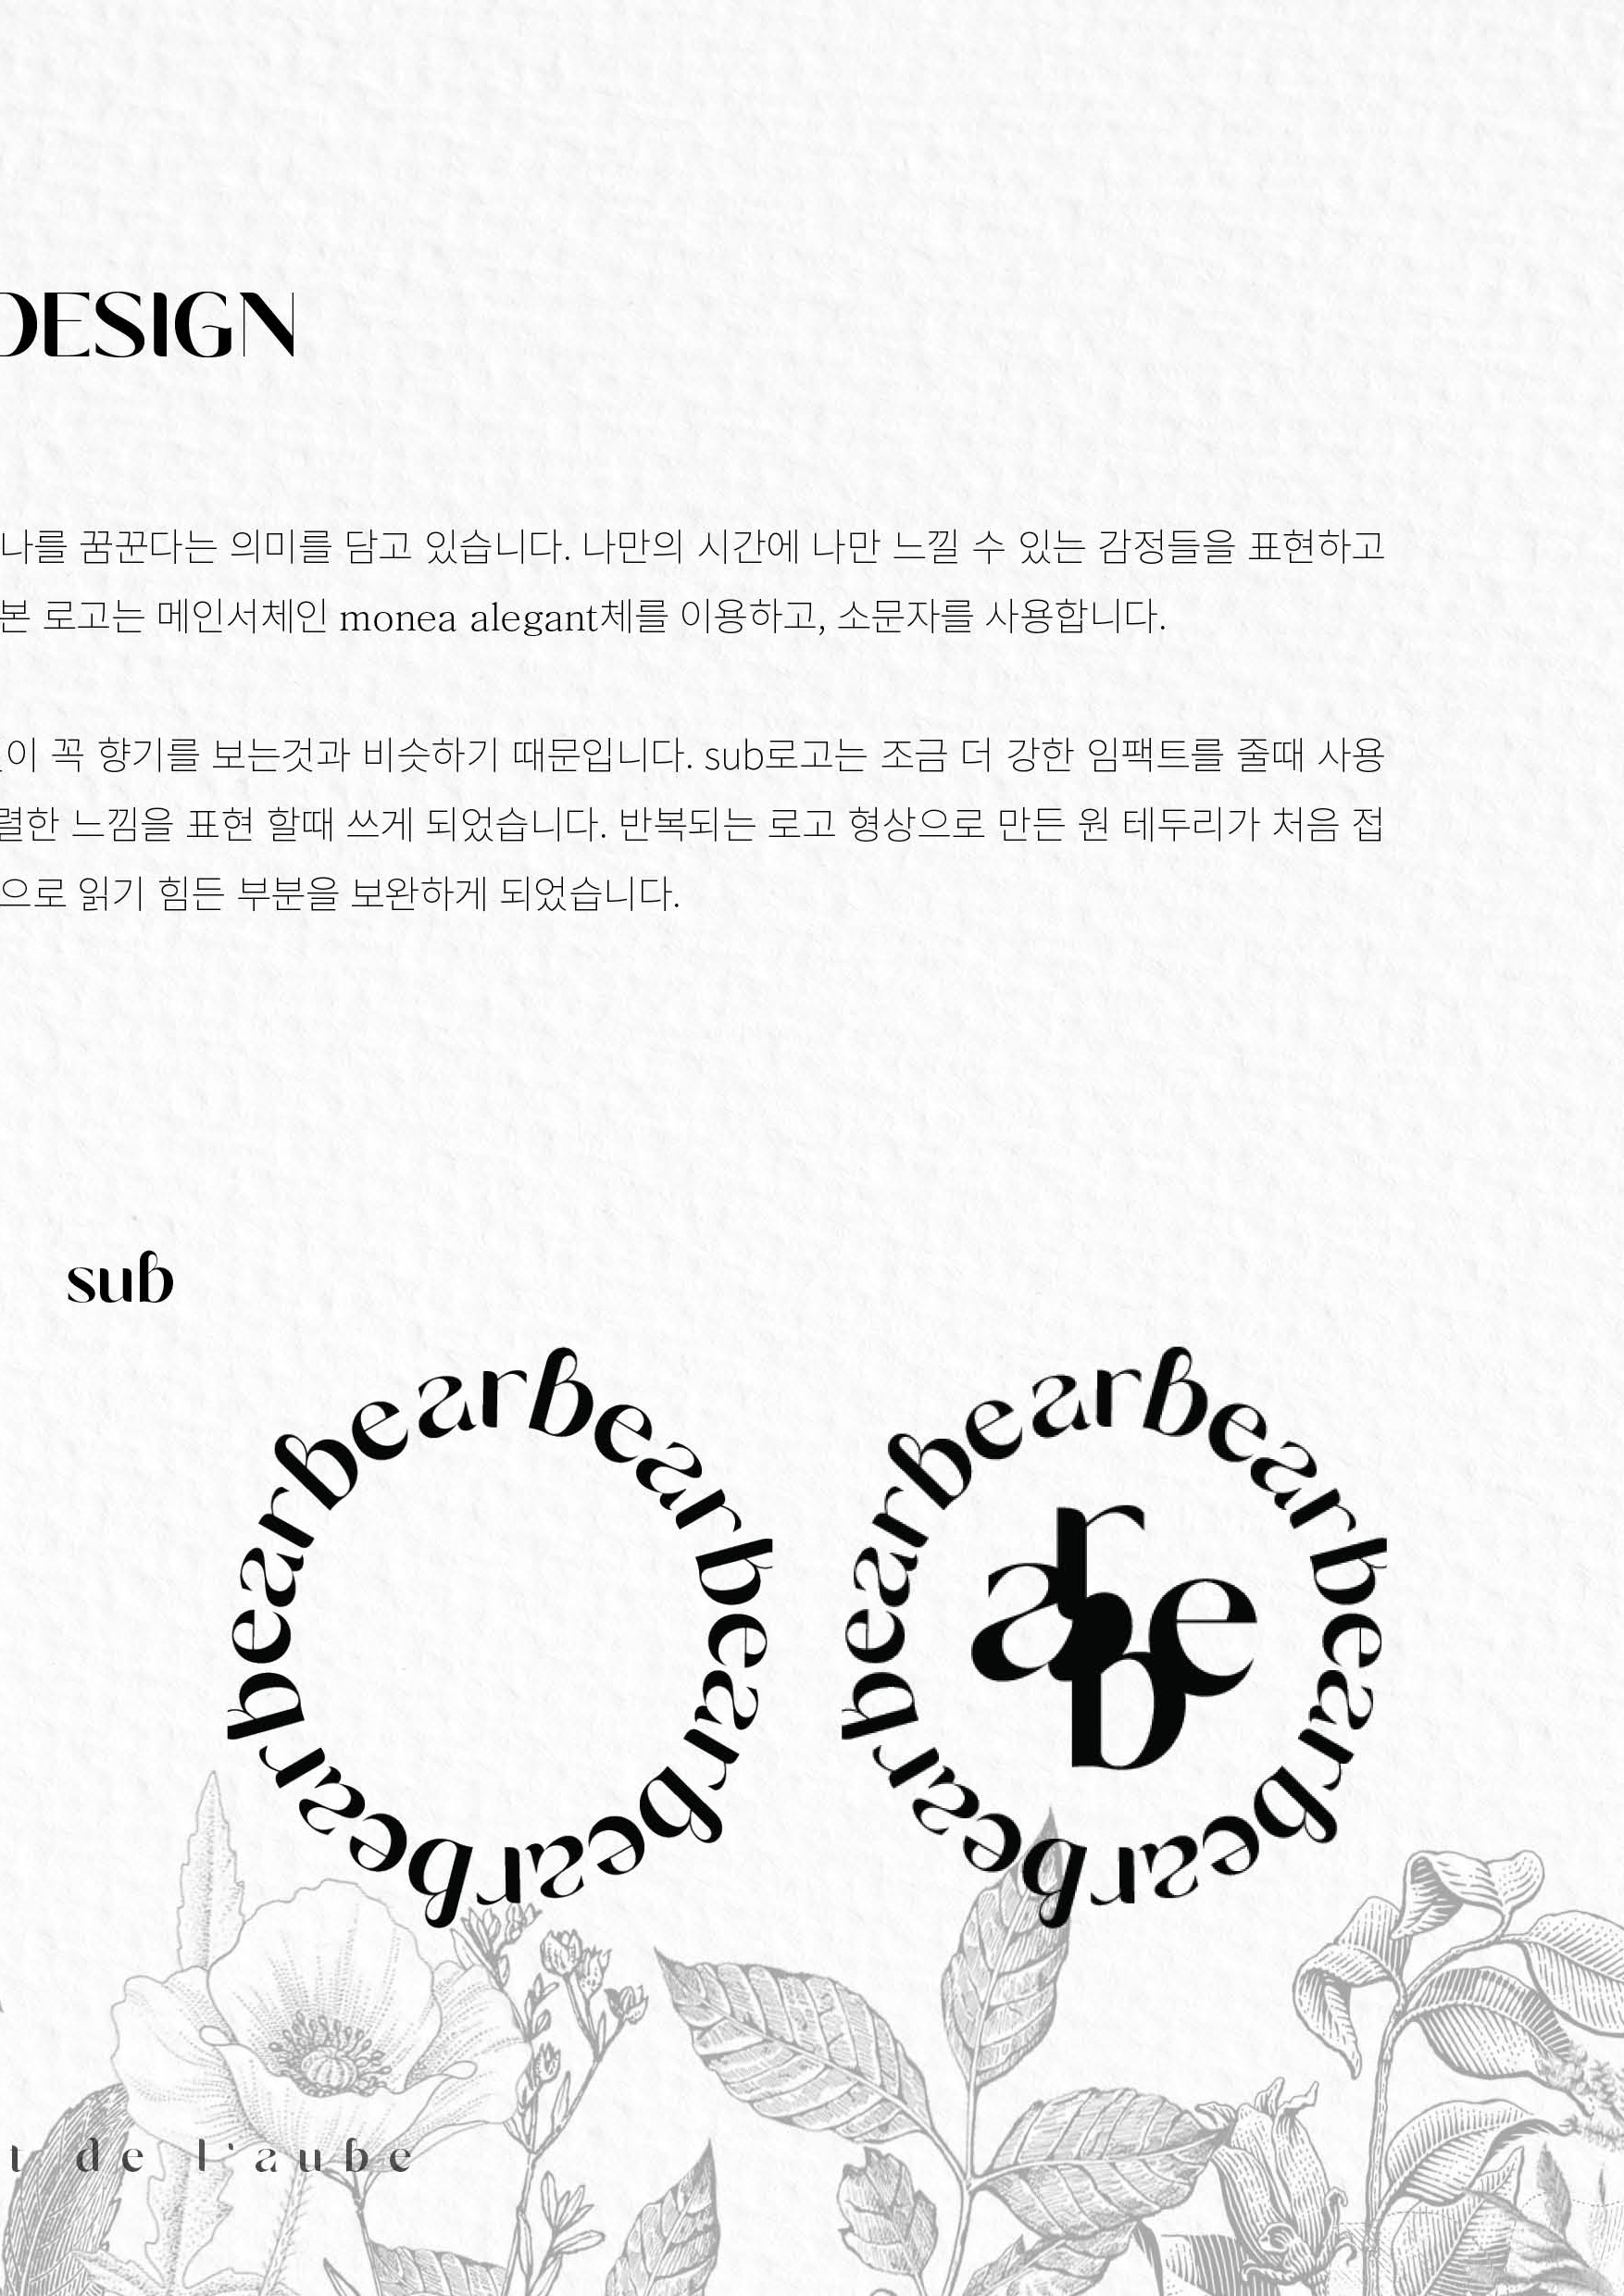 DESIGN
나를 꿈꾼다는 의미를 담고 있습니다. 나만의 시간에 나만 느낄 수 있는 감정들을 표현하고
본 로고는 메인서체인 monea alegant체를 이용하고, 소문자를 사용합니다.
이 꼭 향기를 보는것과 비슷하기 때문입니다. sub로고는 조금 더 강한 임팩트를 줄때 사용
렬한 느낌을 표현 할때 쓰게 되었습니다. 반복되는 로고 형상으로 만든 원 테두리가 처음 접
으로 읽기 힘든 부분을 보완하게 되었습니다.
sub
bearbearbearbearbearbear
bearbearbearbearbearbear
r
a e
b
t de l'aube